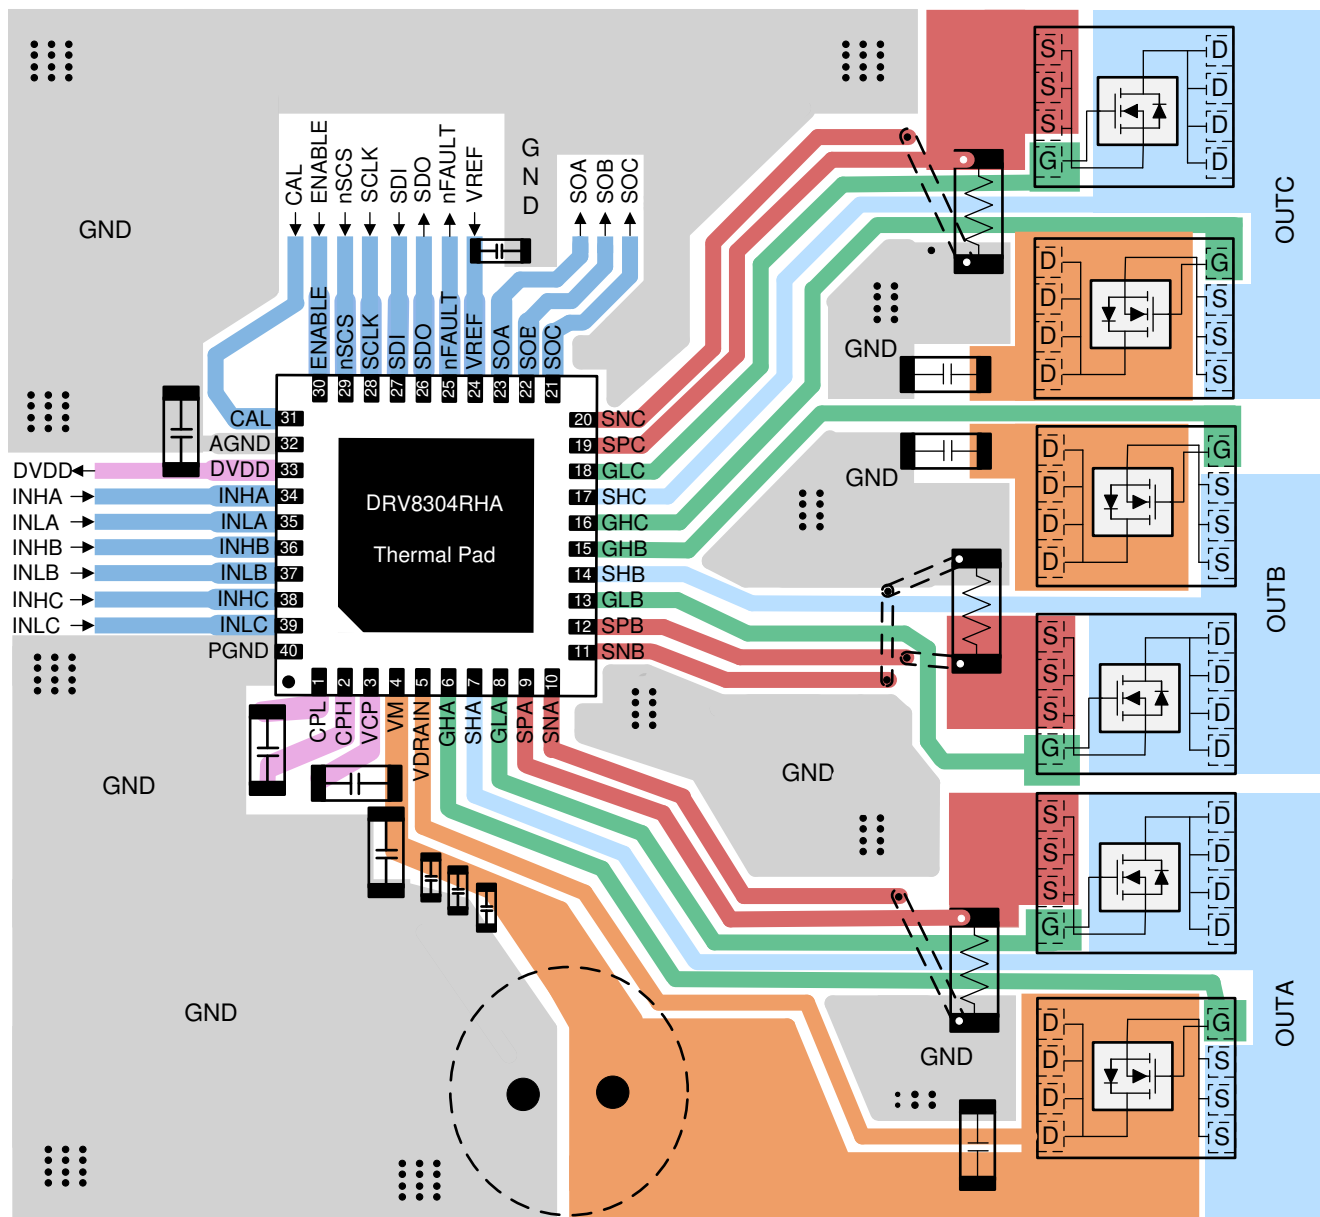 GND
CAL
ENABLE
nSCS
SCLK
SDI
SDO
nFAULT
VREF
GND
SOA
SOB
SOC
ENABLE
nSCS
SCLK
SDI
SDO
nFAULT
VREF
SOA
SOB
SOC
30
29
28
27
26
25
24
23
22
21
CAL 31
AGND 32
DVDD DVDD 33
INHA INHA 34
INLA INLA 35
INHB INHB 36
INLB INLB 37
INHC INHC 38
INLC INLC 39
PGND 40
DRV8304RHA
Thermal Pad
20 SNC
19 SPC
18 GLC
17 SHC
16 GHC
15 GHB
14 SHB
13 GLB
12 SPB
11 SNB
1
2
3
4
5
6
7
8
9
10
CPL
CPH
VCP
VM
VDRAIN
GHA
SHA
GLA
SPA
SNA
GND
GND
GND
GND
GND
GND
S D
S D
S D
G D
OUTC
D G
D S
D S
D S
D G
D S
D S
D S
OUTB
S D
S D
S D
G D
S D
S D
S D
G D
OUTA
D G
D S
D S
D S